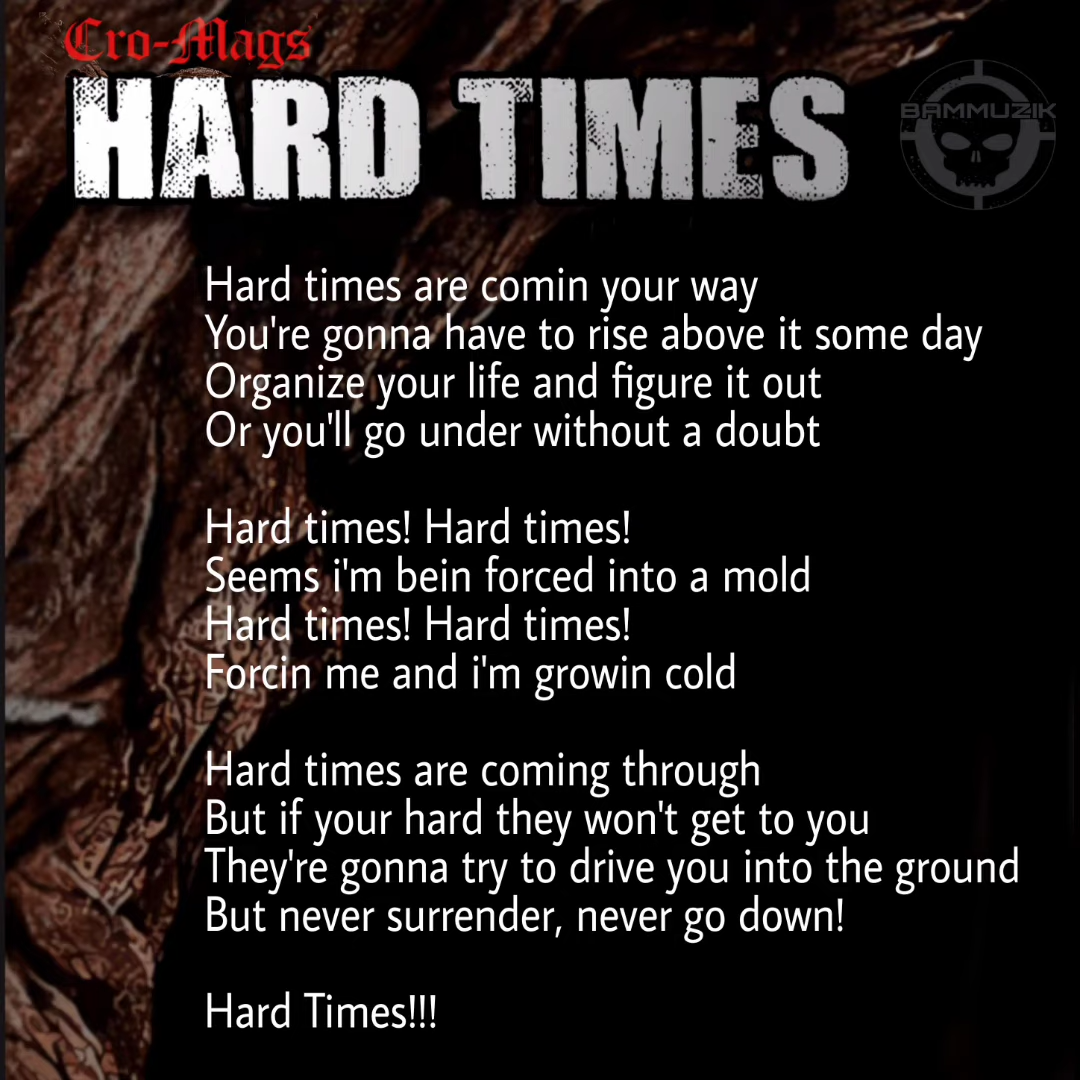 Cro-Mags
HARD TIMES
BAMMUZIK
Hard times are comin your way
You're gonna have to rise above it some day
Organize your life and figure it out
Or you'll go under without a doubt
Hard times! Hard times!
Seems i'm bein forced into a mold
Hard times! Hard times!
Forcin me and i'm growin cold
Hard times are coming through
But if your hard they won't get to you
They're gonna try to drive you into the ground
But never surrender, never go down!
Hard Times!!!